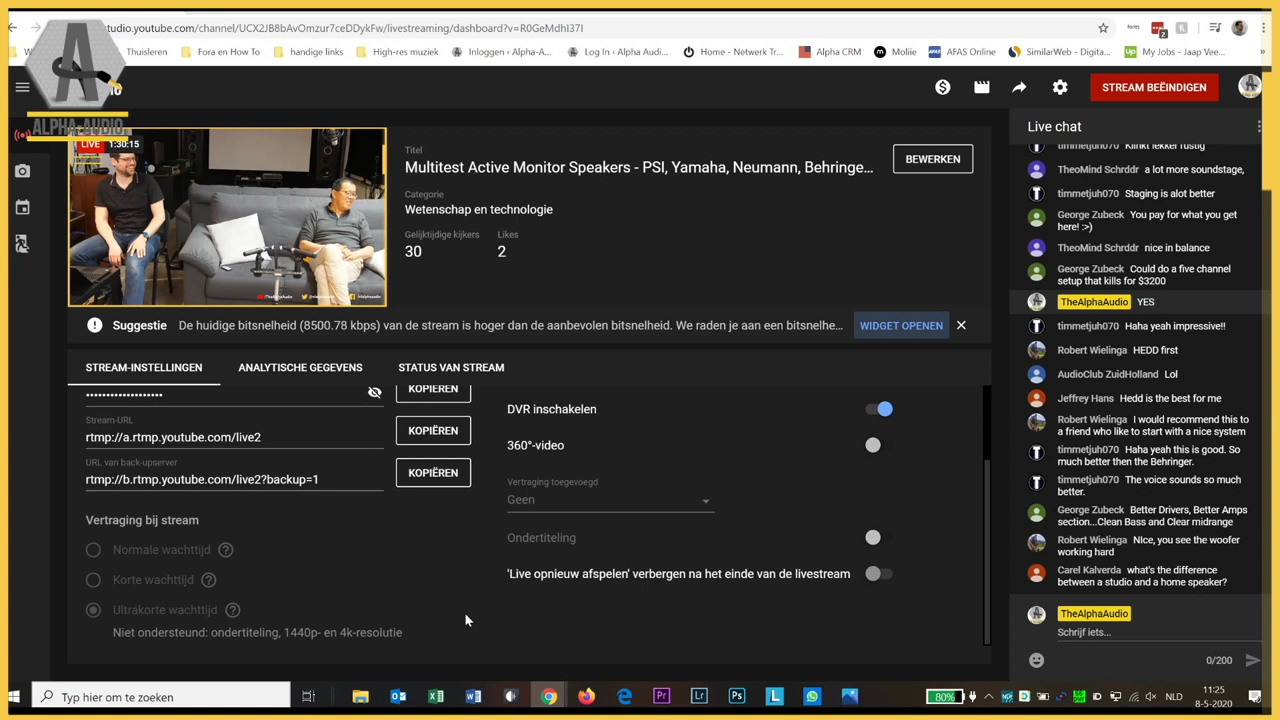 studio.youtube.com/channel/UCX2JB8bAvOmzur7ceDDykFw/livestreaming/dashboard?v=R0GeMdhI37I
Thuisleren
Fora en How To
handige links
High-res muziek
Inloggen ‹ Alpha-A...
Log In ‹ Alpha Audi...
Home - Netwerk Tr...
Alpha CRM
Moliie
AFAS Online
SimilarWeb - Digita...
My Jobs - Jaap Vee...
ALPHA-AUDIO
STREAM BEËINDIGEN
LIVE 1:30:15
Titel
Multitest Active Monitor Speakers - PSI, Yamaha, Neumann, Behringe...
BEWERKEN
Categorie
Wetenschap en technologie
Gelijktijdige kijkers
Likes
30
2
Suggestie De huidige bitsnelheid (8500.78 kbps) van de stream is hoger dan de aanbevolen bitsnelheid. We raden je aan een bitsnelhe...
WIDGET OPENEN
STREAM-INSTELLINGEN
ANALYTISCHE GEGEVENS
STATUS VAN STREAM
KOPIËREN
Stream-URL
rtmp://a.rtmp.youtube.com/live2
KOPIËREN
URL van back-upserver
rtmp://b.rtmp.youtube.com/live2?backup=1
KOPIËREN
Vertraging bij stream
Normale wachttijd
Korte wachttijd
Ultrakorte wachttijd
Niet ondersteund: ondertiteling, 1440p- en 4k-resolutie
DVR inschakelen
360°-video
Vertraging toegevoegd
Geen
Ondertiteling
'Live opnieuw afspelen' verbergen na het einde van de livestream
Live chat
timmetjuh070 Klinkt lekker rustig
TheoMind Schrddr a lot more soundstage,
timmetjuh070 Staging is alot better
George Zubeck You pay for what you get
here! :>)
TheoMind Schrddr nice in balance
George Zubeck Could do a five channel
setup that kills for $3200
TheAlphaAudio YES
timmetjuh070 Haha yeah impressive!!
Robert Wielinga HEDD first
AudioClub ZuidHolland Lol
Jeffrey Hans Hedd is the best for me
Robert Wielinga I would recommend this to
a friend who like to start with a nice system
timmetjuh070 Haha yeah this is good. So
much better then the Behringer.
timmetjuh070 The voice sounds so much
better.
George Zubeck Better Drivers, Better Amps
section...Clean Bass and Clear midrange
Robert Wielinga NIce, you see the woofer
working hard
Carel Kalverda what's the difference
between a studio and a home speaker?
TheAlphaAudio
Schrijf iets...
0/200
Typ hier om te zoeken
80%
NLD
11:25
8-5-2020